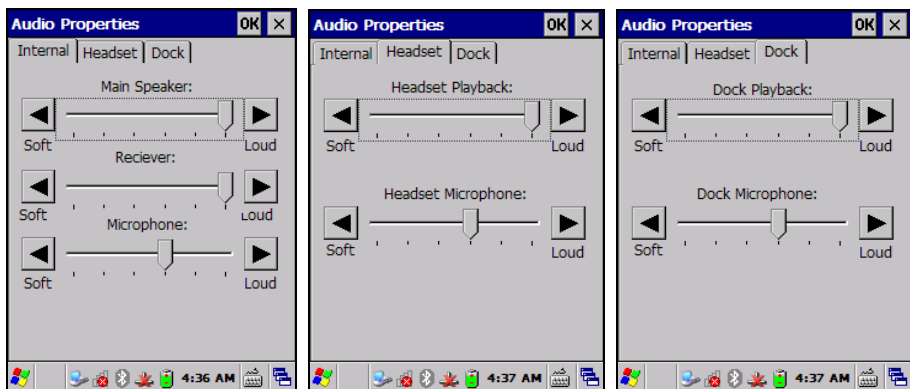 Audio Properties OK ×
Internal Headset Dock
Main Speaker:
Soft Loud
Reciever:
Soft Loud
Microphone:
Soft Loud
4:36 AM
Audio Properties OK ×
Internal Headset Dock
Headset Playback:
Soft Loud
Headset Microphone:
Soft Loud
4:37 AM
Audio Properties OK ×
Internal Headset Dock
Dock Playback:
Soft Loud
Dock Microphone:
Soft Loud
4:37 AM